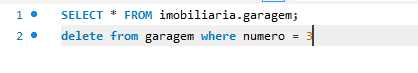 1 SELECT * FROM imobiliaria.garagem;
2 delete from garagem where numero = 3